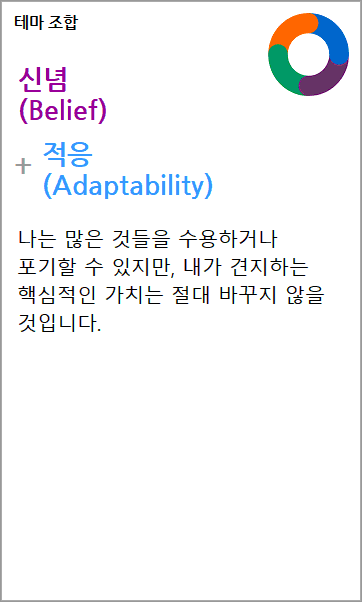 테마 조합
신념
(Belief)
+ 적응
(Adaptability)
나는 많은 것들을 수용하거나
포기할 수 있지만, 내가 견지하는
핵심적인 가치는 절대 바꾸지 않을
것입니다.